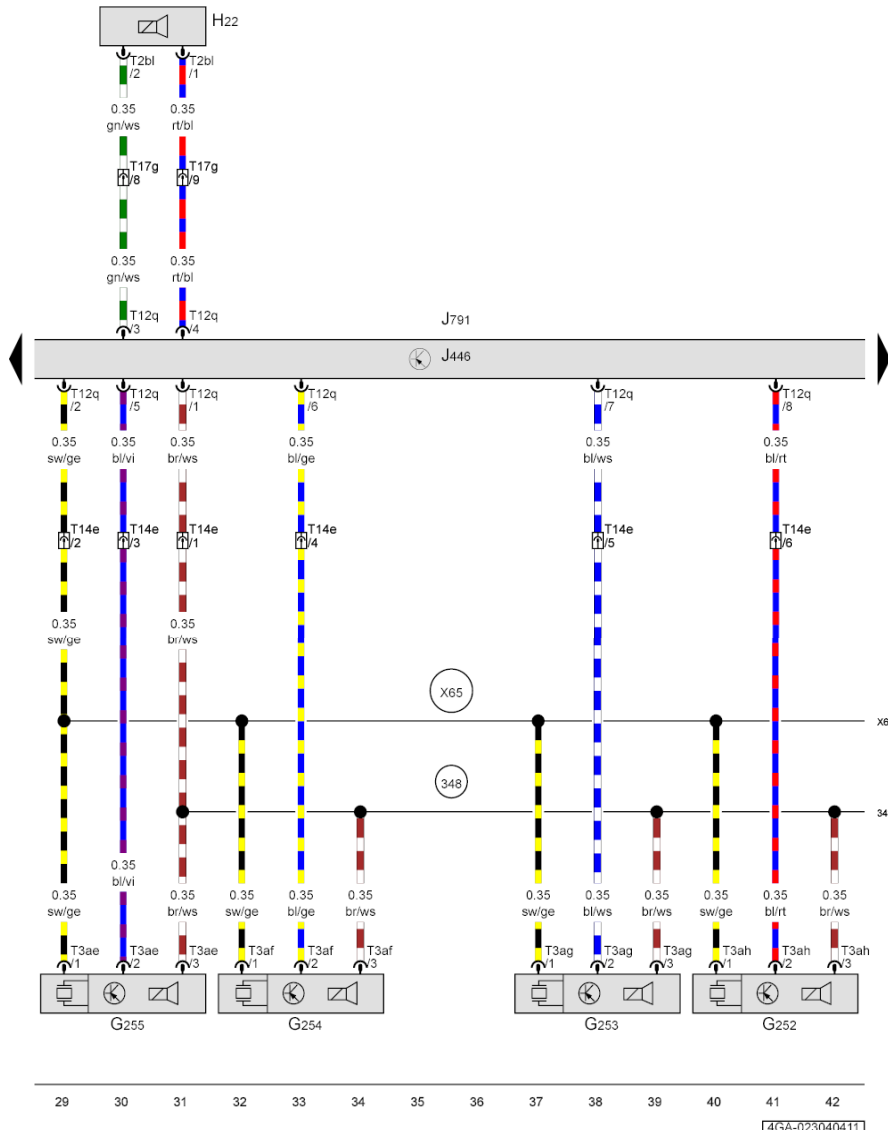 H22
T2bl T2bl
/2 /1
0.35 0.35
gn/ws rt/bl
T17g T17g
/8 /9
0.35 0.35
gn/ws rt/bl
T12q T12q
/3 /4
J791
J446
T12q T12q T12q T12q T12q T12q
/2 /5 /1 /6 /7 /8
0.35 0.35 0.35 0.35 0.35 0.35
sw/ge bl/vi br/ws bl/ge bl/ws bl/rt
T14e T14e T14e T14e T14e T14e
/2 /3 /1 /4 /5 /6
0.35 0.35
sw/ge br/ws
X65
X6
348
34
0.35
bl/vi
0.35 0.35 0.35 0.35 0.35 0.35 0.35 0.35 0.35 0.35 0.35
sw/ge br/ws sw/ge bl/ge br/ws sw/ge bl/ws br/ws sw/ge bl/rt br/ws
T3ae T3ae T3ae T3af T3af T3af T3ag T3ag T3ag T3ah T3ah T3ah
/1 /2 /3 /1 /2 /3 /1 /2 /3 /1 /2 /3
G255 G254 G253 G252
29 30 31 32 33 34 35 36 37 38 39 40 41 42
4GA-023040411